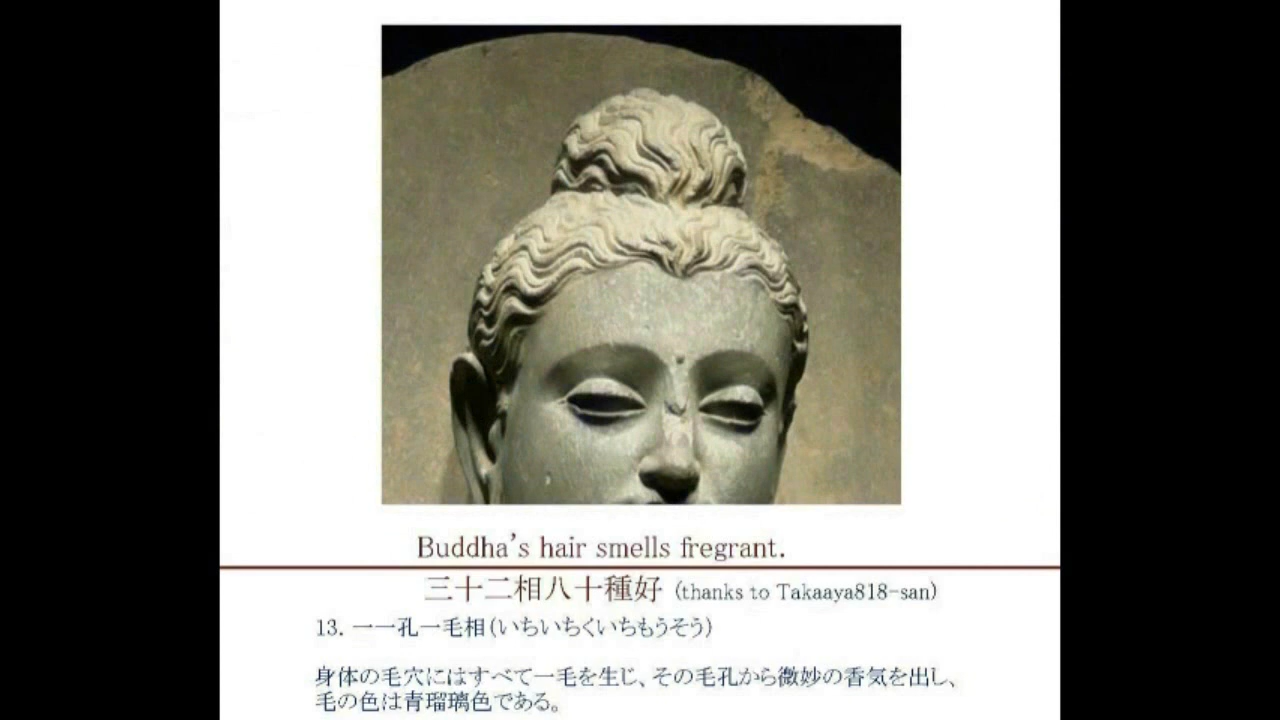 Buddha's hair smells fregrant.
三十二相八十種好 (thanks to Takaaya818-san)
13. 一一孔一毛相(いちいちくいちもうそう)
身体の毛穴にはすべて一毛を生じ、その毛孔から微妙の香気を出し、
毛の色は青瑠璃色である。